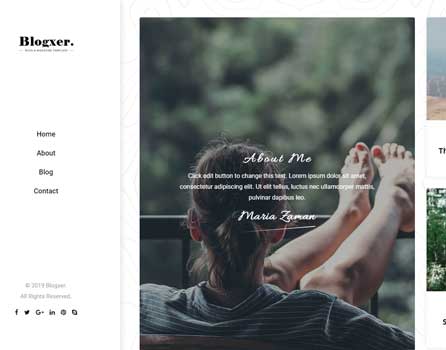 Blogxer.
BLOG & MAGAZINE TEMPLATE
Home
About
Blog
Contact
© 2019 Blogxer.
All Rights Reserved.
About Me
Click edit button to change this text. Lorem ipsum dolor sit amet,
consectetur adipiscing elit. Ut elit tellus, luctus nec ullamcorper mattis,
pulvinar dapibus leo.
Maria Zaman